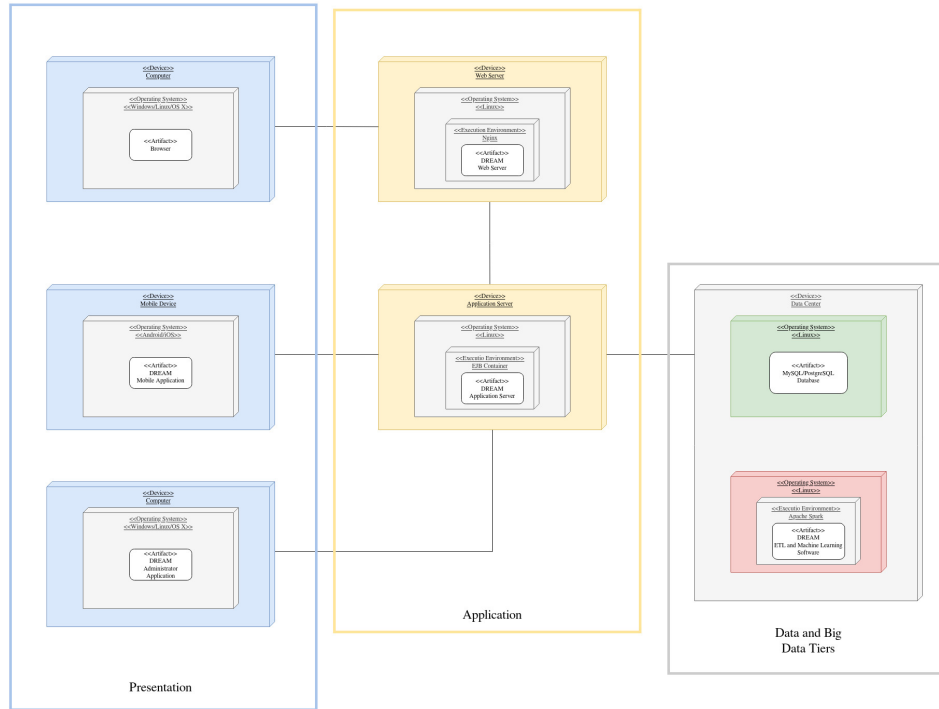 <<Device>>
Computer
<<Operating System>>
<<Windows/Linux/OS X>>
<<Artifact>>
Browser
<<Device>>
Mobile Device
<<Operating System>>
<<Android/iOS>>
<<Artifact>>
DREAM
Mobile Application
<<Device>>
Computer
<<Operating System>>
<<Windows/Linux/OS X>>
<<Artifact>>
DREAM
Administrator
Application
Presentation
<<Device>>
Web Server
<<Operating System>>
<<Linux>>
<<Execution Environment>>
Nginx
<<Artifact>>
DREAM
Web Server
<<Device>>
Application Server
<<Operating System>>
<<Linux>>
<<Executio Environment>>
EJB Container
<<Artifact>>
DREAM
Application Server
Application
<<Device>>
Data Center
<<Operating System>>
<<Linux>>
<<Artifact>>
MySQL/PostgreSQL
Database
<<Operating System>>
<<Linux>>
<<Executio Environment>>
Apache Spark
<<Artifact>>
DREAM
ETL and Machine Learning
Software
Data and Big
Data Tiers